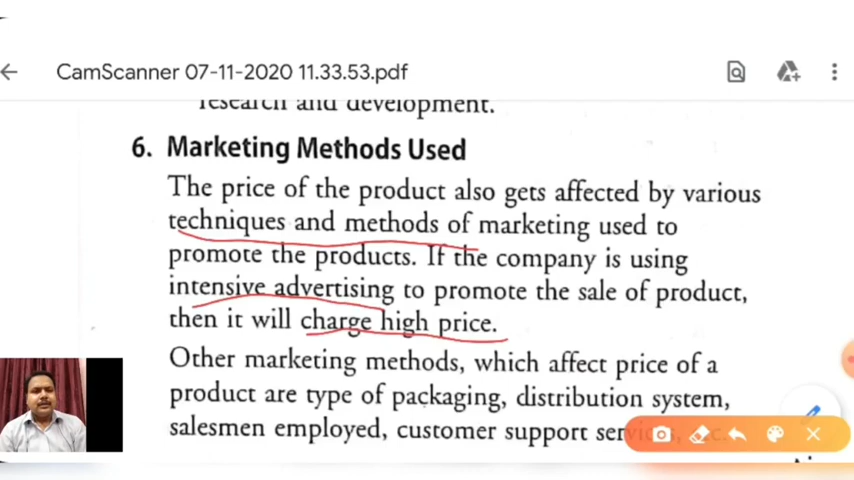 CamScanner 07-11-2020 11.33.53.pdf
research and development.
6. Marketing Methods Used
The price of the product also gets affected by various
techniques and methods of marketing used to
promote the products. If the company is using
intensive advertising to promote the sale of product,
then it will charge high price.
Other marketing methods, which affect price of a
product are type of packaging, distribution system,
salesmen employed, customer support